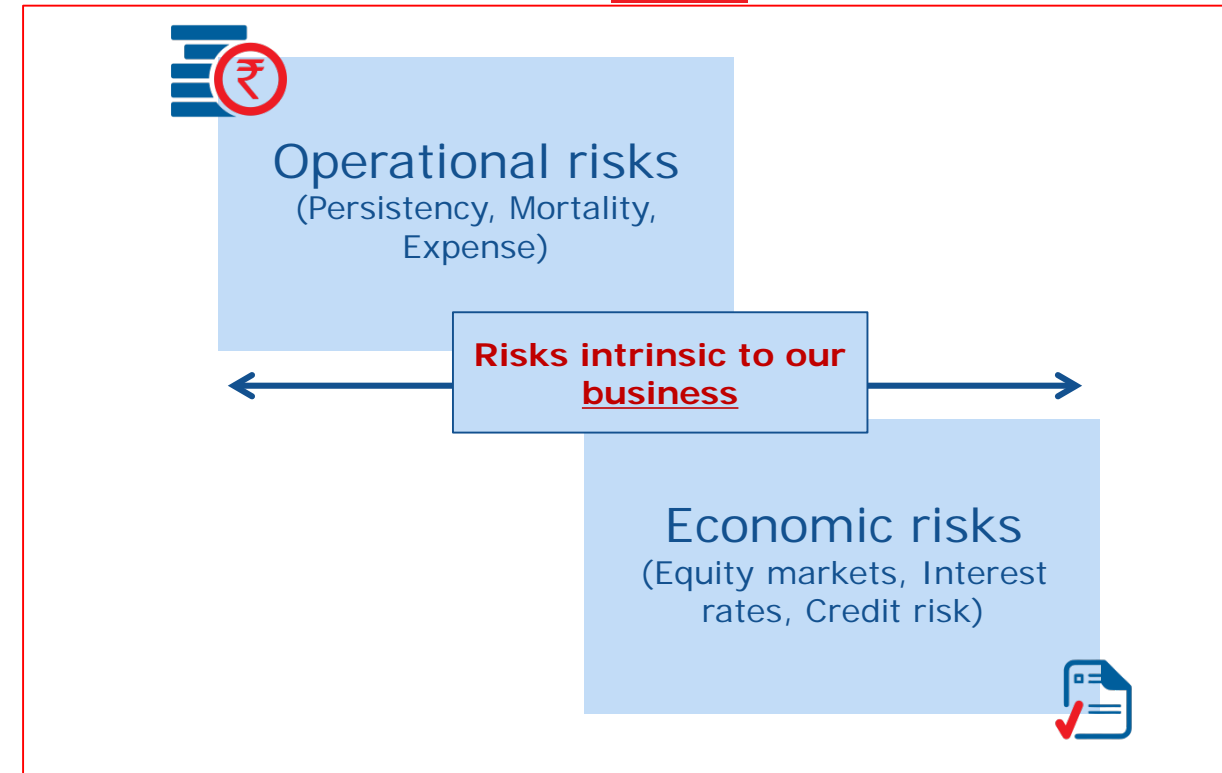 ₹
Operational risks
(Persistency, Mortality,
Expense)
Risks intrinsic to our
business
Economic risks
(Equity markets, Interest
rates, Credit risk)